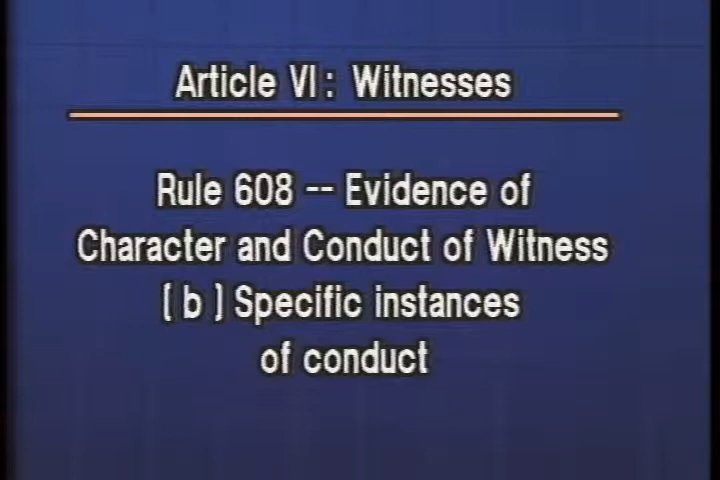 Article VI: Witnesses
Rule 608 -- Evidence of
Character and Conduct of Witness
( b ) Specific instances
of conduct